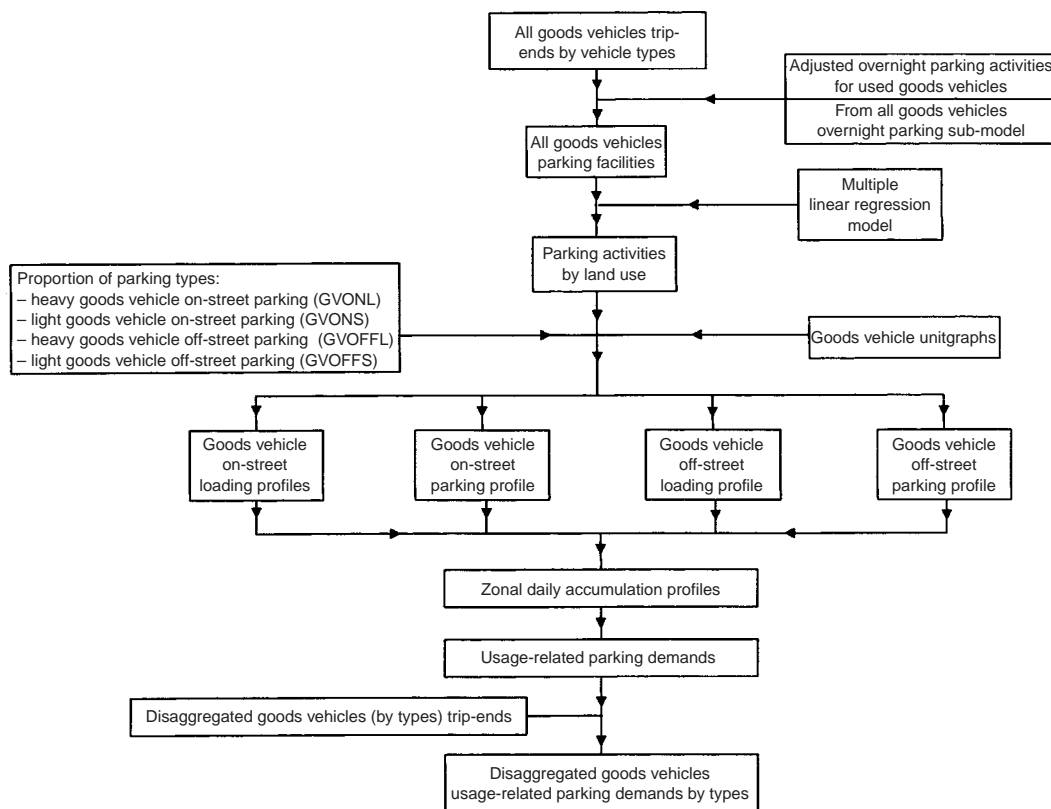 All goods vehicles trip-
ends by vehicle types
Adjusted overnight parking activities
for used goods vehicles
From all goods vehicles
overnight parking sub-model
All goods vehicles
parking facilities
Multiple
linear regression
model
Parking activities
by land use
Proportion of parking types:
– heavy goods vehicle on-street parking (GVONL)
– light goods vehicle on-street parking (GVONS)
– heavy goods vehicle off-street parking (GVOFFL)
– light goods vehicle off-street parking (GVOFFS)
Goods vehicle unitgraphs
Goods vehicle
on-street
loading profiles
Goods vehicle
on-street
parking profile
Goods vehicle
off-street
loading profile
Goods vehicle
off-street
parking profile
Zonal daily accumulation profiles
Usage-related parking demands
Disaggregated goods vehicles (by types) trip-ends
Disaggregated goods vehicles
usage-related parking demands by types